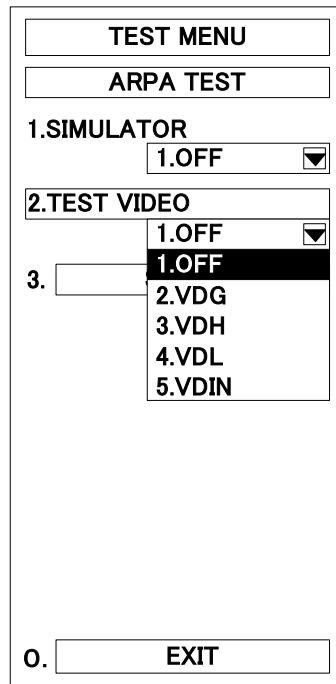 TEST MENU
ARPA TEST
1.SIMULATOR
1.OFF
2.TEST VIDEO
1.OFF
1.OFF
3.
2.VDG
3.VDH
4.VDL
5.VDIN
0. EXIT